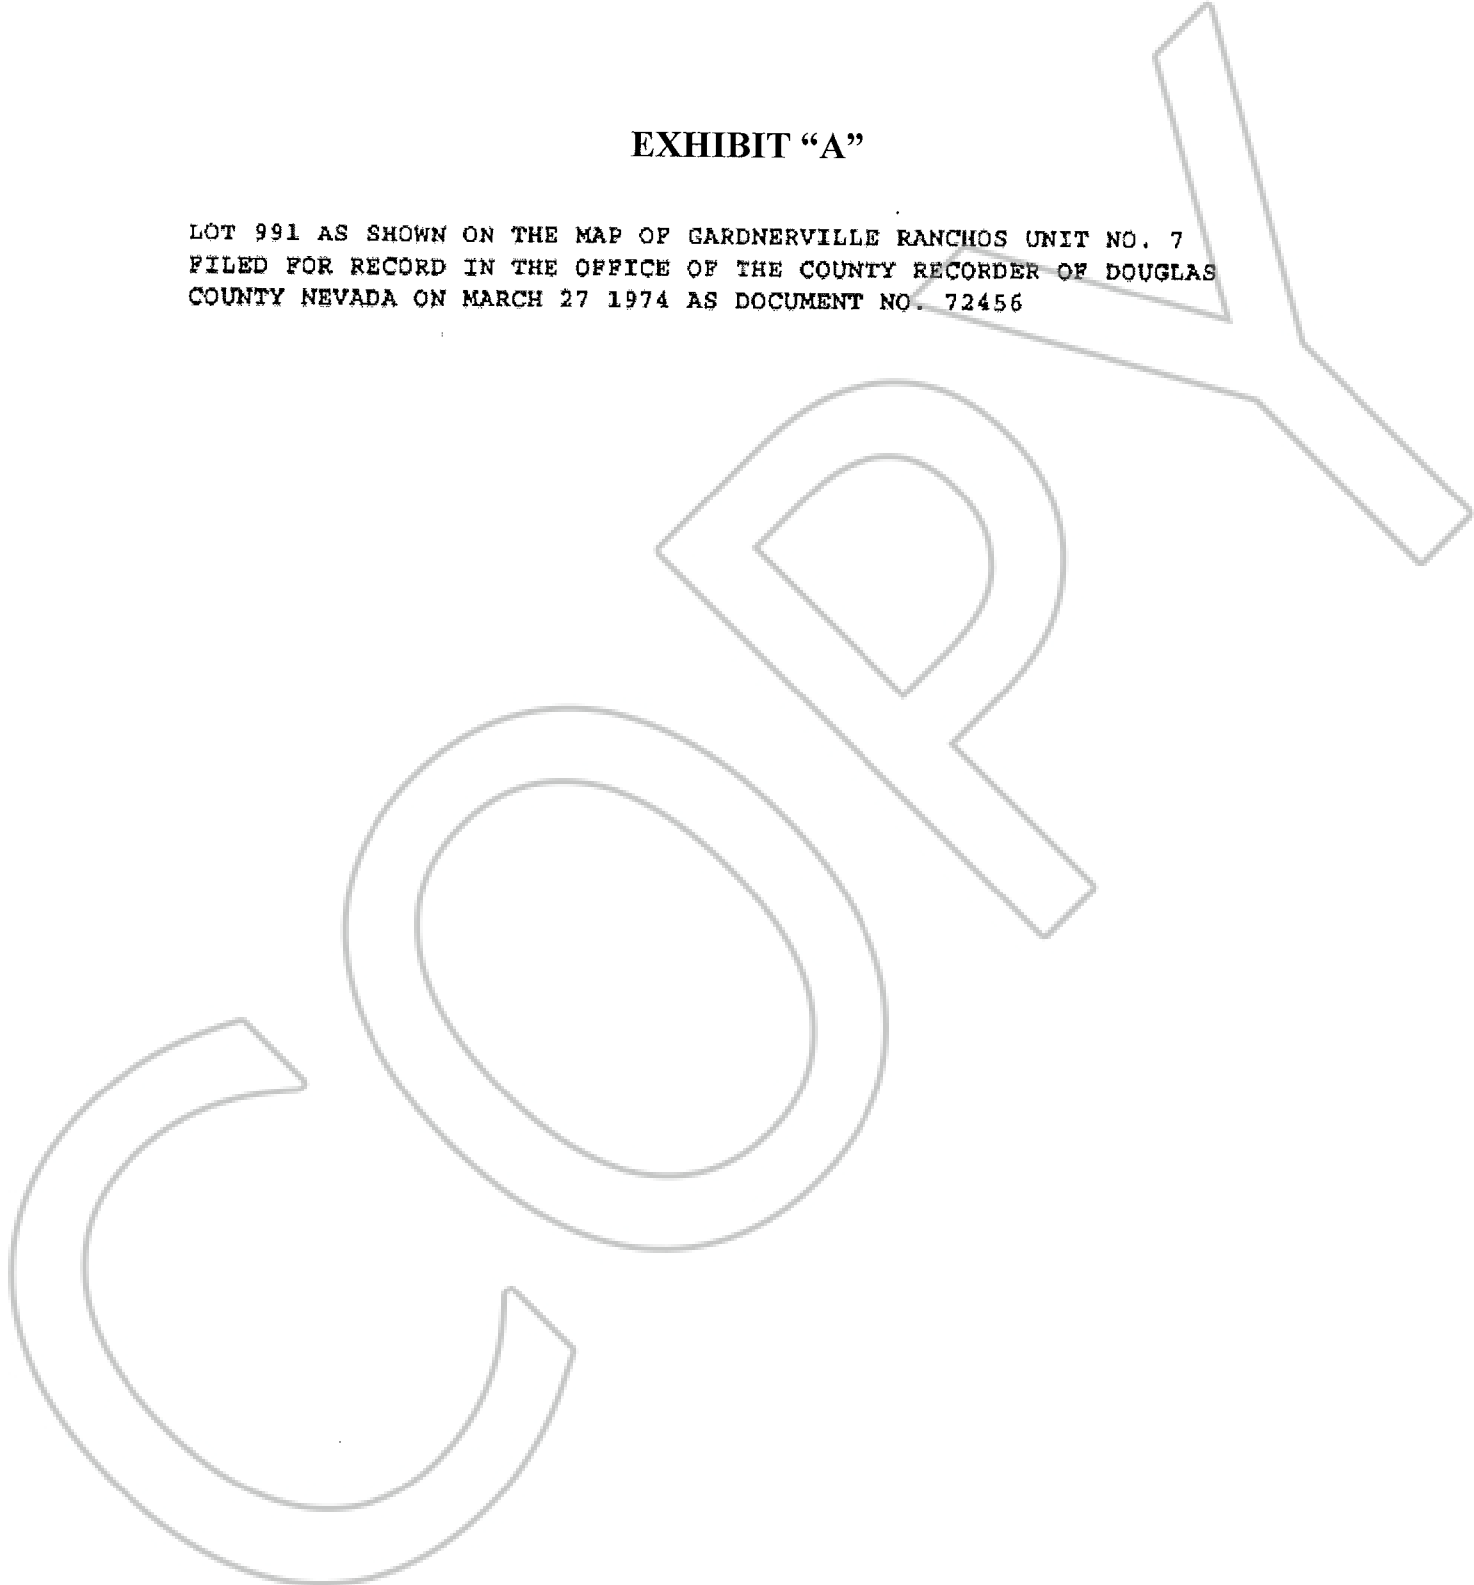 EXHIBIT “A”
LOT 991 AS SHOWN ON THE MAP OF GARDNERVILLE RANCHOS UNIT NO. 7
FILED FOR RECORD IN THE OFFICE OF THE COUNTY RECORDER OF DOUGLAS
COUNTY NEVADA ON MARCH 27 1974 AS DOCUMENT NO. 72456
COPY